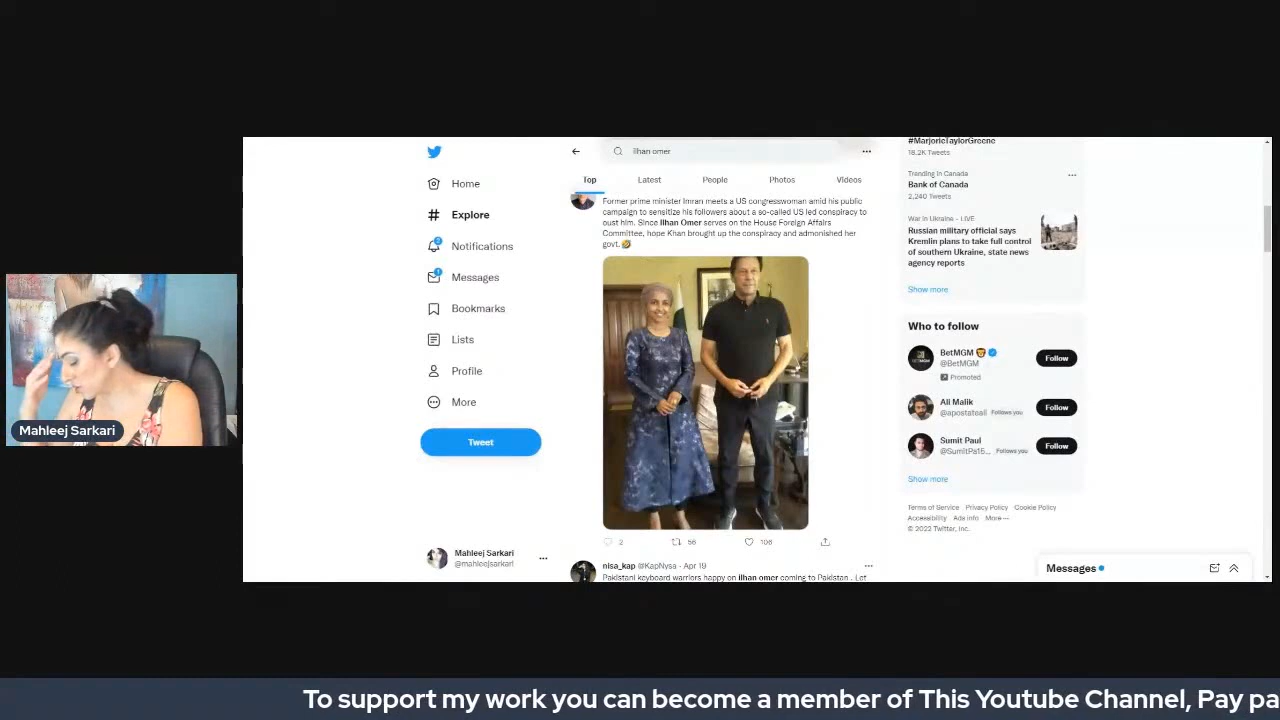 ilhan omer
Top
Latest
People
Photos
Videos
Home
Explore
Notifications
Messages
Bookmarks
Lists
Profile
More
Tweet
Mahleej Sarkari
@mahleejsarkari
Former prime minister Imran meets a US congresswoman amid his public
campaign to sensitize his followers about a so-called US led conspiracy to
oust him. Since Ilhan Omer serves on the House Foreign Affairs
Committee, hope Khan brought up the conspiracy and admonished her
govt. 🤣
2
56
106
nisa_kap @KapNysa · Apr 19
Pakistani keyboard warriors happy on ilhan omer coming to Pakistan . Lot
#MarjorieTaylorGreene
18.2K Tweets
Trending in Canada
Bank of Canada
2,240 Tweets
War in Ukraine · LIVE
Russian military official says
Kremlin plans to take full control
of southern Ukraine, state news
agency reports
Show more
Who to follow
BetMGM
@BetMGM
Promoted
Follow
Ali Malik
@apostateali Follows you
Follow
Sumit Paul
@SumitPa15... Follows you
Follow
Show more
Terms of Service Privacy Policy Cookie Policy
Accessibility Ads info More ···
© 2022 Twitter, Inc.
Messages
Mahleej Sarkari
To support my work you can become a member of This Youtube Channel, Pay pa